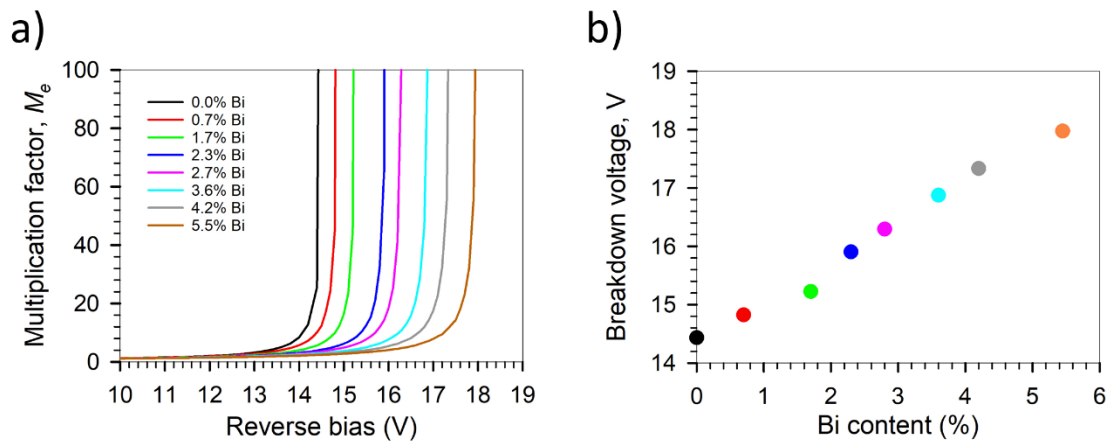 a)
Multiplication factor, Me
100
80
60
40
20
0
0.0% Bi
0.7% Bi
1.7% Bi
2.3% Bi
2.7% Bi
3.6% Bi
4.2% Bi
5.5% Bi
10 11 12 13 14 15 16 17 18 19
Reverse bias (V)
b)
Breakdown voltage, V
19
18
17
16
15
14
0 1 2 3 4 5 6
Bi content (%)